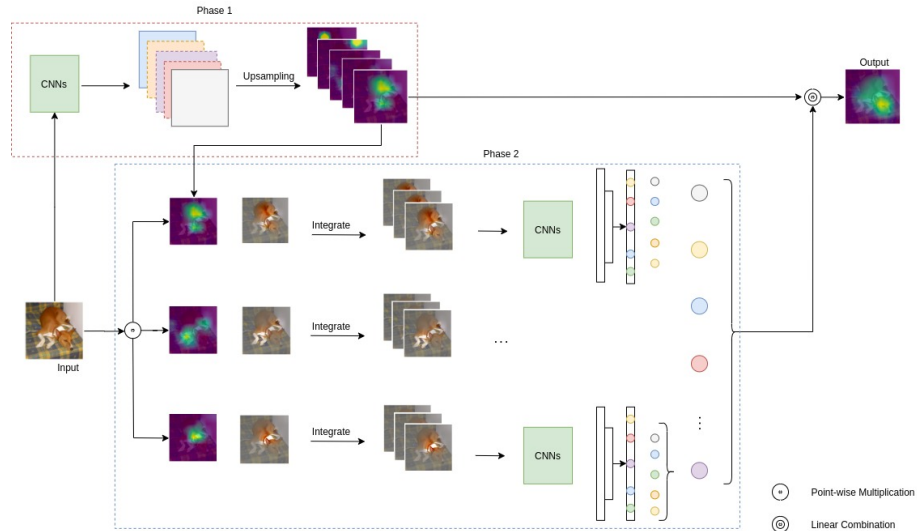 Phase 1
CNNs
Upsampling
Output
Phase 2
Integrate
CNNs
Input
Integrate
...
Integrate
CNNs
Point-wise Multiplication
Linear Combination